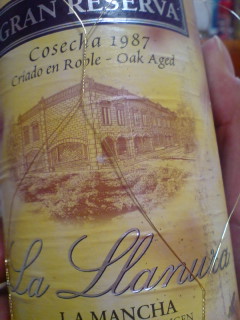 GRAN RESERVA
Cosecha 1987
Criado en Roble - Oak Aged
La Llanura
LA MANCHA